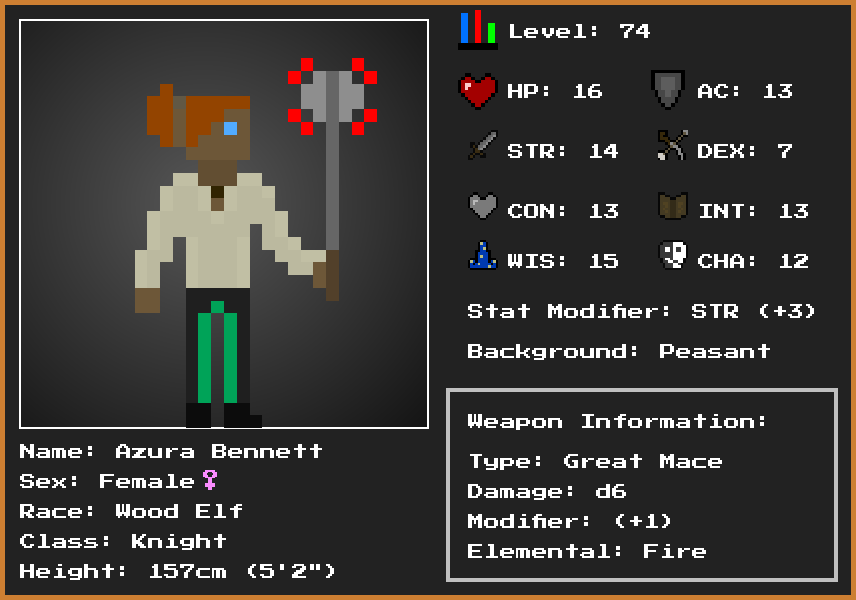 Level: 74
HP: 16 AC: 13
STR: 14 DEX: 7
CON: 13 INT: 13
WIS: 15 CHA: 12
Stat Modifier: STR (+3)
Background: Peasant
Weapon Information:
Type: Great Mace
Damage: d6
Modifier: (+1)
Elemental: Fire
Name: Azura Bennett
Sex: Female♀
Race: Wood Elf
Class: Knight
Height: 157cm (5'2")